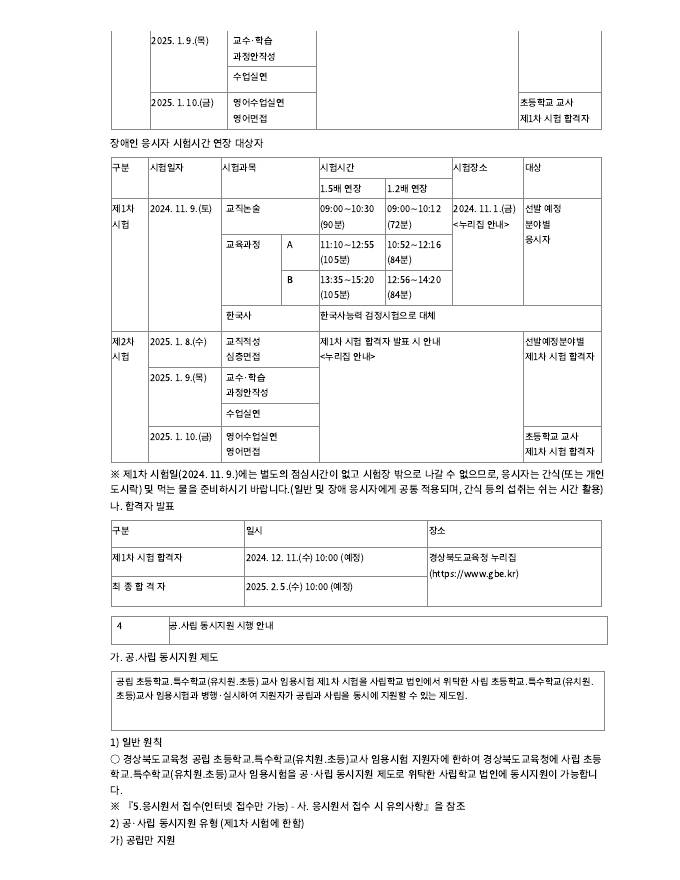 2025. 1. 9.(목) 교수·학습
과정안작성
수업실연
2025. 1. 10.(금) 영어수업실연 초등학교 교사
영어면접 제1차 시험 합격자
장애인 응시자 시험시간 연장 대상자
구분 시험일자 시험과목 시험시간 시험장소 대상
1.5배 연장 1.2배 연장
제1차 2024. 11. 9.(토) 교직논술 09:00~10:30 09:00~10:12 2024. 11. 1.(금) 선발 예정
시험 (90분) (72분) <누리집 안내> 분야별
응시자
교육과정 A 11:10~12:55 10:52~12:16
(105분) (84분)
B 13:35~15:20 12:56~14:20
(105분) (84분)
한국사 한국사능력 검정시험으로 대체
제2차 2025. 1. 8.(수) 교직적성 제1차 시험 합격자 발표 시 안내 선발예정분야별
시험 심층면접 <누리집 안내> 제1차 시험 합격자
2025. 1. 9.(목) 교수·학습
과정안작성
수업실연
2025. 1. 10.(금) 영어수업실연 초등학교 교사
영어면접 제1차 시험 합격자
※ 제1차 시험일(2024. 11. 9.)에는 별도의 점심시간이 없고 시험장 밖으로 나갈 수 없으므로, 응시자는 간식(또는 개인
도시락) 및 먹는 물을 준비하시기 바랍니다.(일반 및 장애 응시자에게 공통 적용되며, 간식 등의 섭취는 쉬는 시간 활용)
나. 합격자 발표
구분 일시 장소
제1차 시험 합격자 2024. 12. 11.(수) 10:00 (예정) 경상북도교육청 누리집
(https://www.gbe.kr)
최 종 합 격 자 2025. 2. 5.(수) 10:00 (예정)
4 공.사립 동시지원 시행 안내
가. 공.사립 동시지원 제도
공립 초등학교.특수학교(유치원.초등) 교사 임용시험 제1차 시험을 사립학교 법인에서 위탁한 사립 초등학교.특수학교(유치원.
초등)교사 임용시험과 병행·실시하여 지원자가 공립과 사립을 동시에 지원할 수 있는 제도임.
1) 일반 원칙
○ 경상북도교육청 공립 초등학교.특수학교(유치원.초등)교사 임용시험 지원자에 한하여 경상북도교육청에 사립 초등
학교.특수학교(유치원.초등)교사 임용시험을 공·사립 동시지원 제도로 위탁한 사립학교 법인에 동시지원이 가능합니
다.
※ 『5.응시원서 접수(인터넷 접수만 가능) - 사. 응시원서 접수 시 유의사항』을 참조
2) 공·사립 동시지원 유형 (제1차 시험에 한함)
가) 공립만 지원